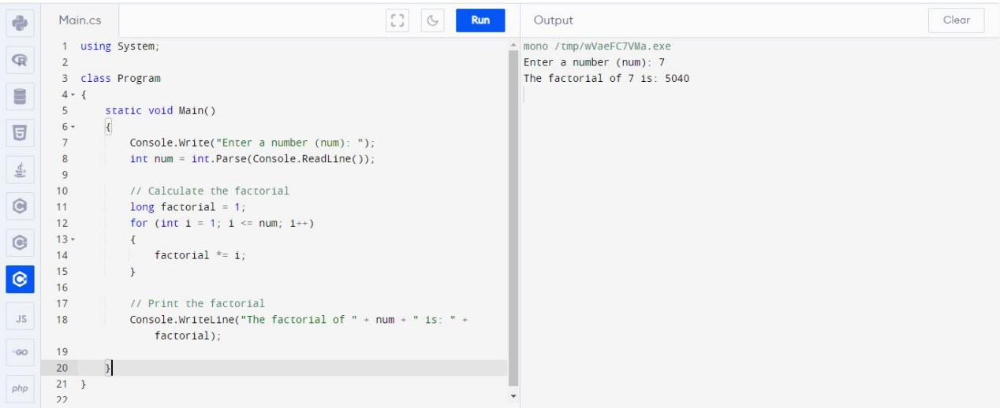 Main.cs
Run
Output
Clear
1 using System;
2
3 class Program
4 {
5 static void Main()
6 {
7 Console.Write("Enter a number (num): ");
8 int num = int.Parse(Console.ReadLine());
9
10 // Calculate the factorial
11 long factorial = 1;
12 for (int i = 1; i <= num; i++)
13 {
14 factorial *= i;
15 }
16
17 // Print the factorial
18 Console.WriteLine("The factorial of " + num + " is: " +
factorial);
19
20 }
21 }
22
mono /tmp/wVaeFC7VMa.exe
Enter a number (num): 7
The factorial of 7 is: 5040
R
5
C
C
C
JS
GO
php